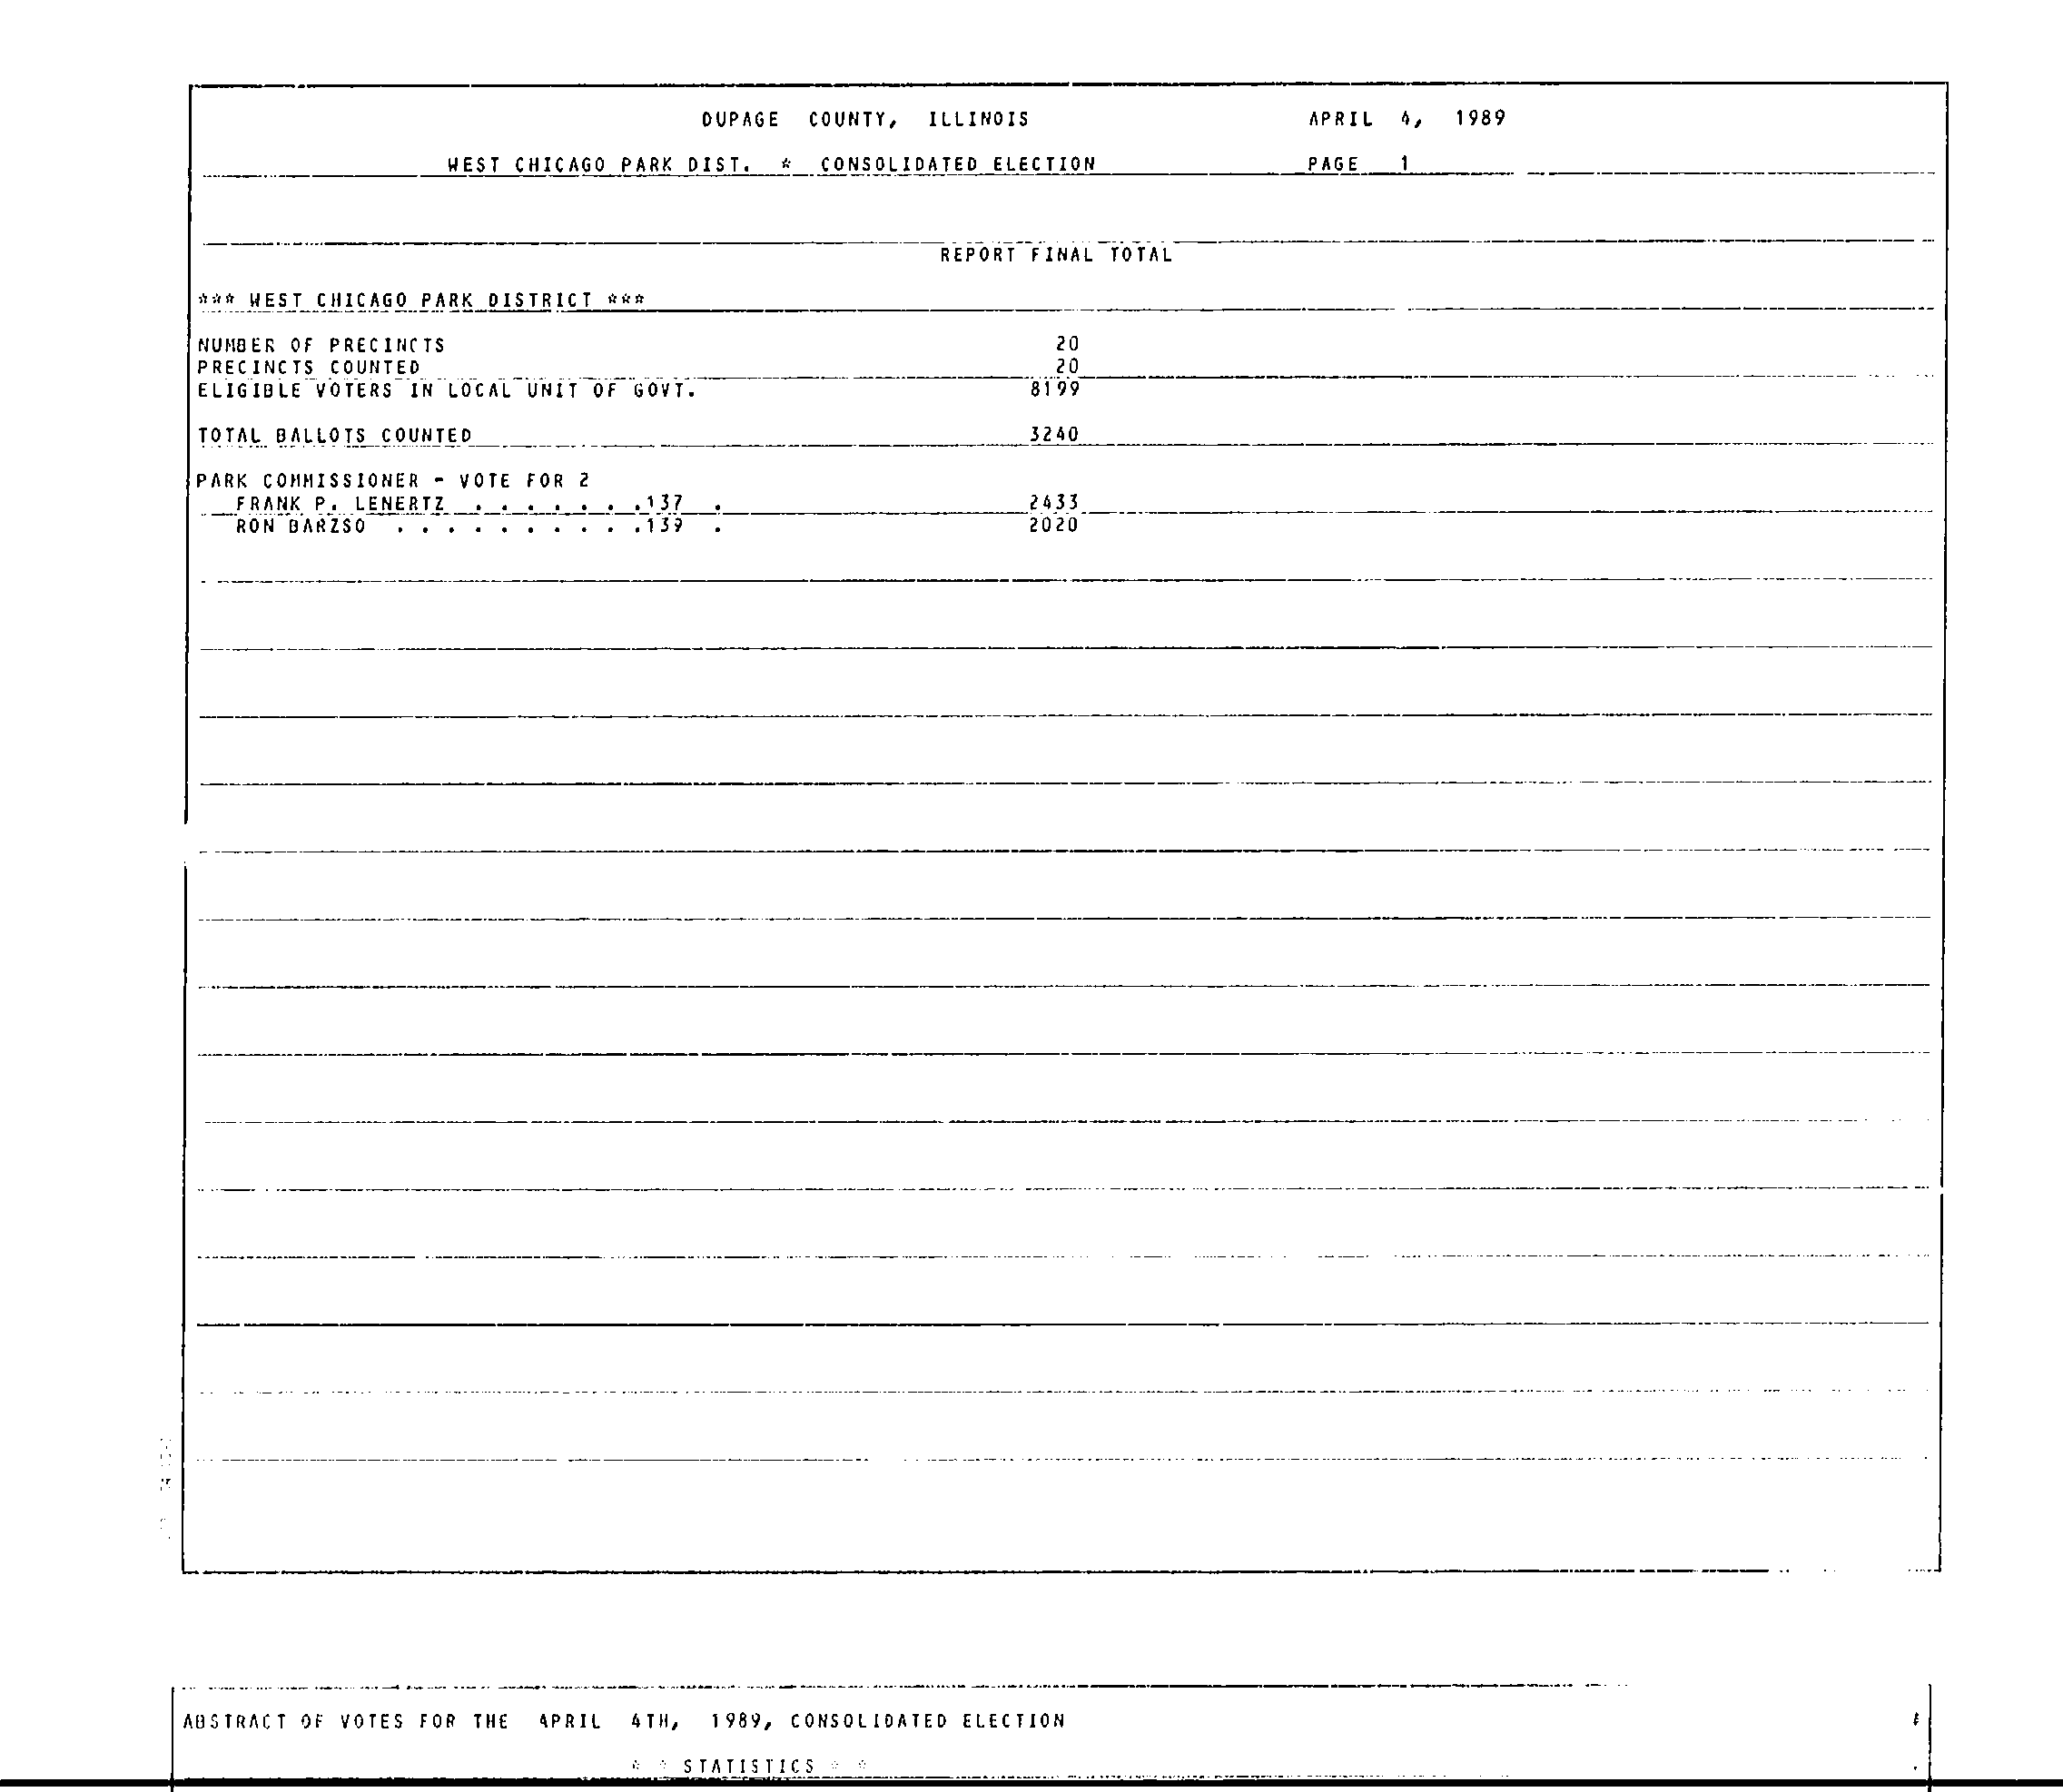 DUPAGE COUNTY, ILLINOIS APRIL 4, 1989
WEST CHICAGO PARK DIST. * CONSOLIDATED ELECTION PAGE 1
REPORT FINAL TOTAL
*** WEST CHICAGO PARK DISTRICT ***
NUMBER OF PRECINCTS 20
PRECINCTS COUNTED 20
ELIGIBLE VOTERS IN LOCAL UNIT OF GOVT. 8199
TOTAL BALLOTS COUNTED 3240
PARK COMMISSIONER - VOTE FOR 2
FRANK P. LENERTZ . . . . . . .137 . 2433
RON BARZSO . . . . . . . . . .139 . 2020
ABSTRACT OF VOTES FOR THE APRIL 4TH, 1989, CONSOLIDATED ELECTION
* * STATISTICS * *